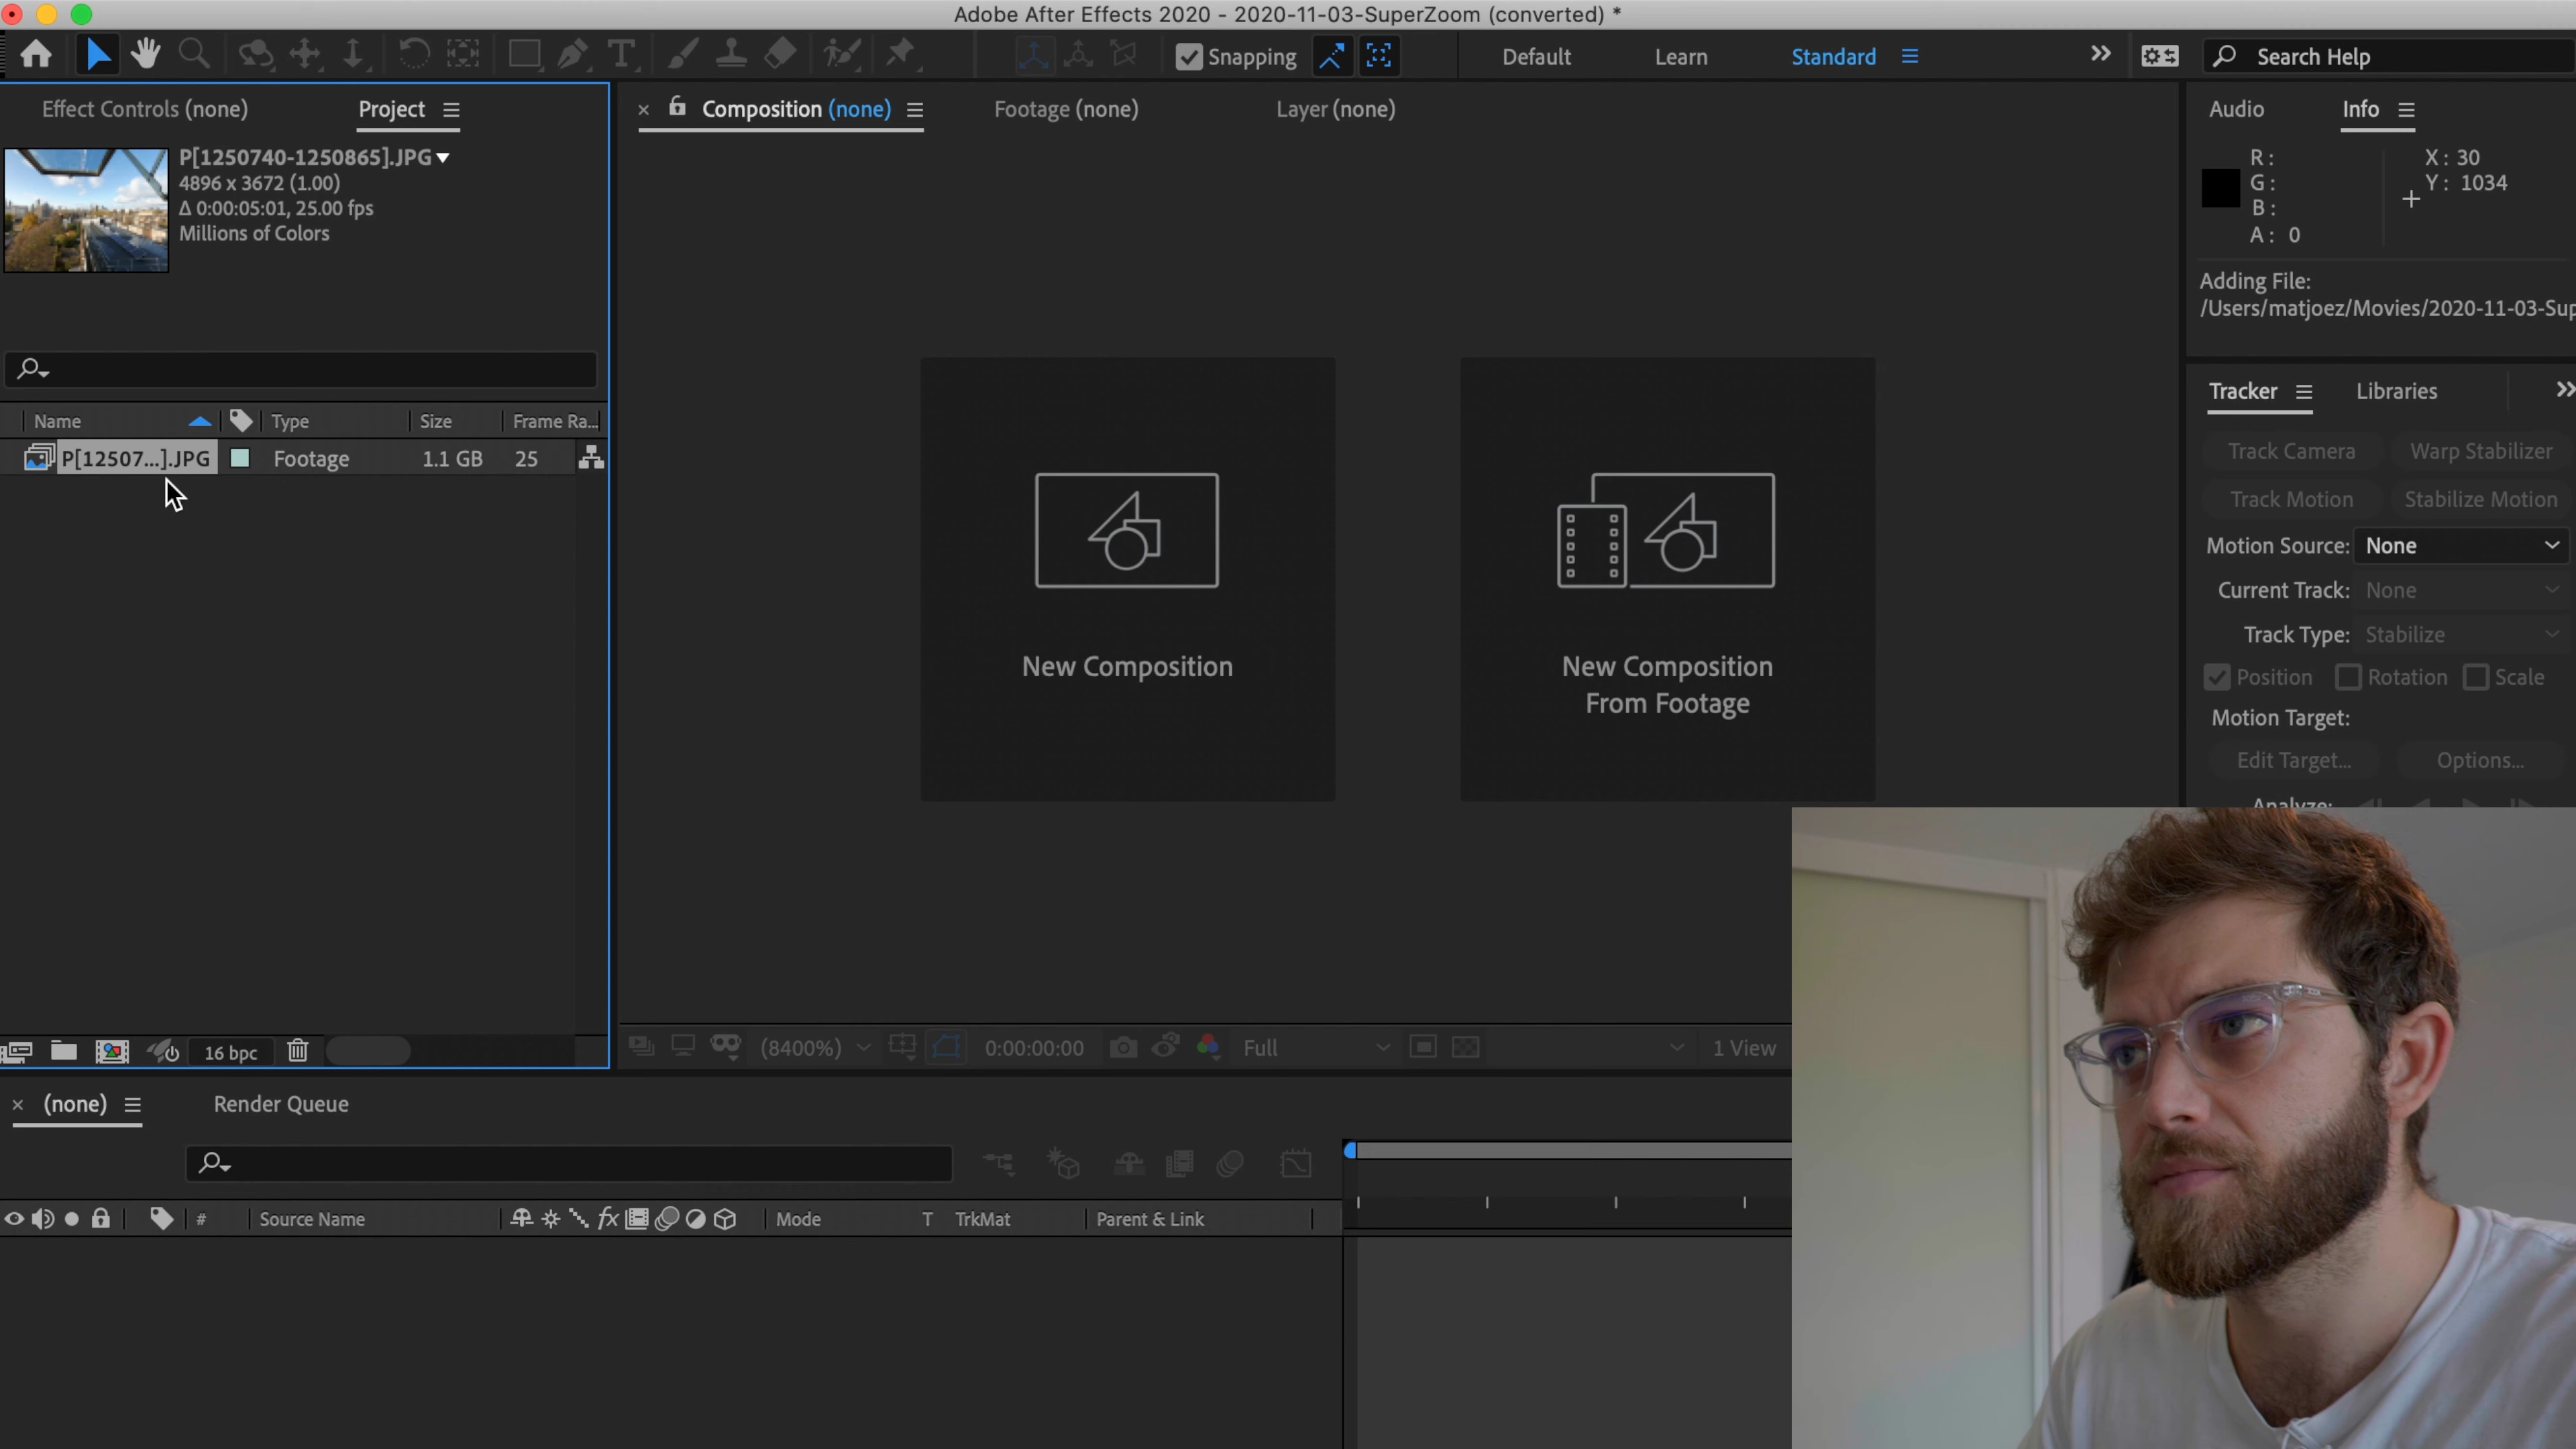 Adobe After Effects 2020 - 2020-11-03-SuperZoom (converted) *
Snapping
Default
Learn
Standard
Search Help
Effect Controls (none)
Project
P[1250740-1250865].JPG
4896 x 3672 (1.00)
Δ 0:00:05:01, 25.00 fps
Millions of Colors
Name
Type
Size
Frame Ra...
P[12507...].JPG
Footage
1.1 GB
25
16 bpc
Composition (none)
Footage (none)
Layer (none)
New Composition
New Composition
From Footage
(8400%)
0:00:00:00
Full
1 View
Audio
Info
R :
G :
B :
A : 0
X : 30
Y : 1034
Adding File:
/Users/matjoez/Movies/2020-11-03-Sup
Tracker
Libraries
Track Camera
Warp Stabilizer
Track Motion
Stabilize Motion
Motion Source: None
Current Track: None
Track Type: Stabilize
Position
Rotation
Scale
Motion Target:
Edit Target...
Options...
Analyze:
(none)
Render Queue
#
Source Name
fx
Mode
T
TrkMat
Parent & Link